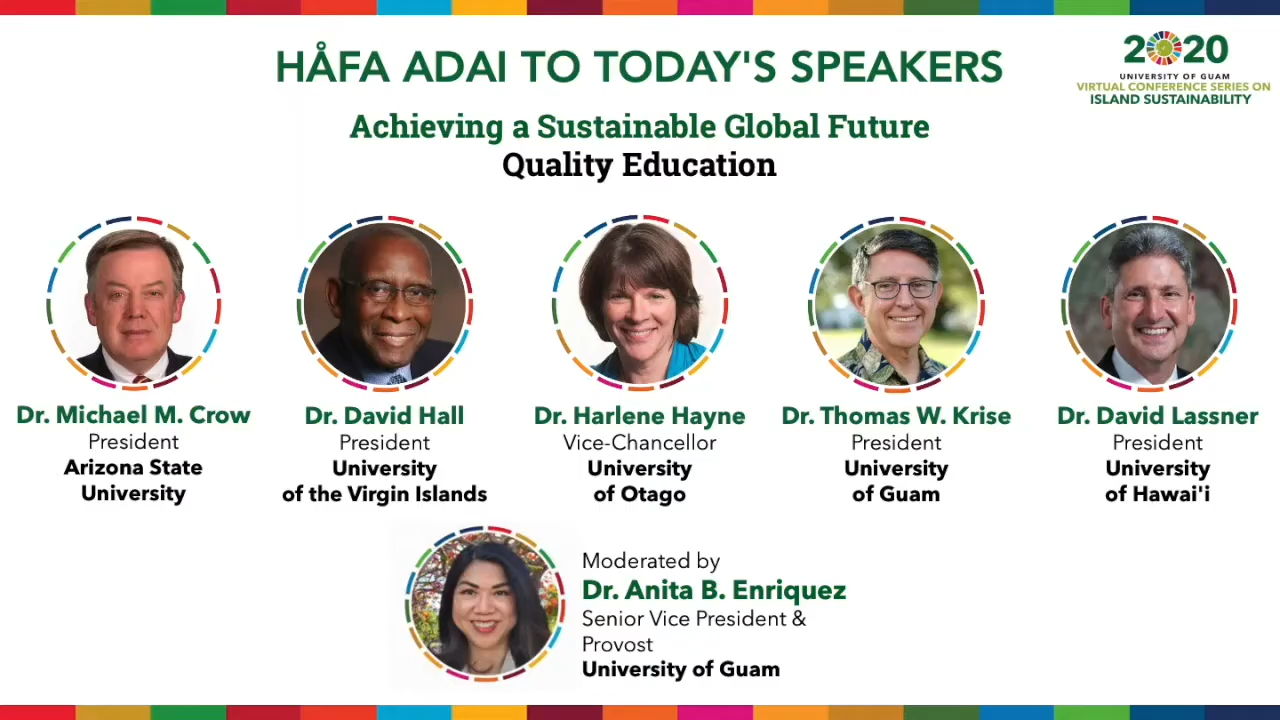 HÅFA ADAI TO TODAY'S SPEAKERS
2020
UNIVERSITY OF GUAM
VIRTUAL CONFERENCE SERIES ON
ISLAND SUSTAINABILITY
Achieving a Sustainable Global Future
Quality Education
Dr. Michael M. Crow
President
Arizona State
University
Dr. David Hall
President
University
of the Virgin Islands
Dr. Harlene Hayne
Vice-Chancellor
University
of Otago
Dr. Thomas W. Krise
President
University
of Guam
Dr. David Lassner
President
University
of Hawai'i
Moderated by
Dr. Anita B. Enriquez
Senior Vice President &
Provost
University of Guam